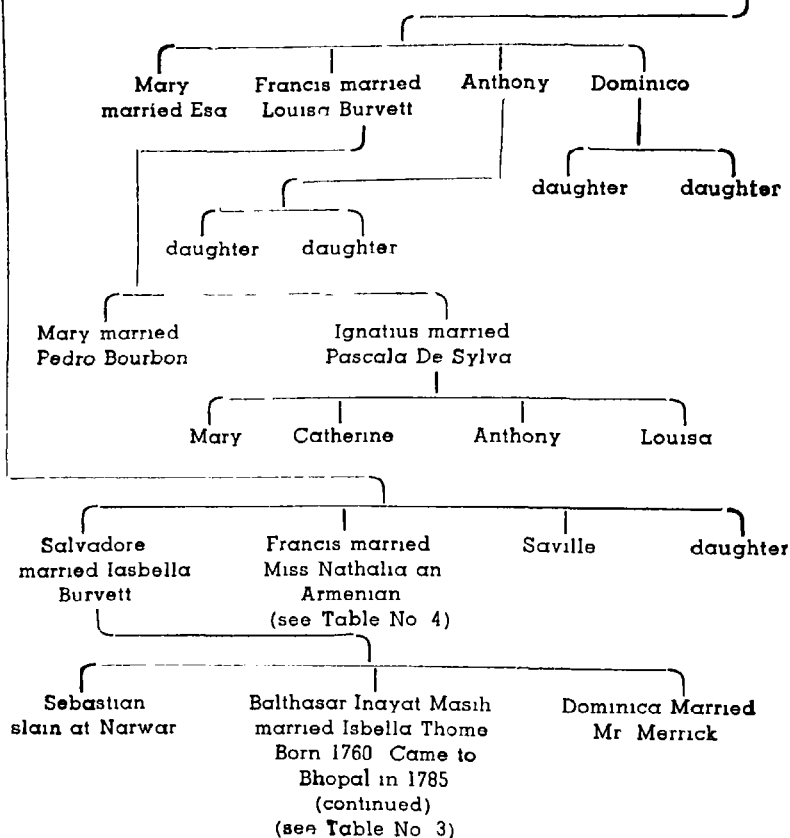 Mary Francis married Anthony Dominico
married Esa Louisa Burvett
daughter daughter
daughter daughter
Mary married Ignatius married
Pedro Bourbon Pascala De Sylva
Mary Catherine Anthony Louisa
Salvadore Francis married Saville daughter
married Iasbella Miss Nathalia an
Burvett Armenian
(see Table No 4)
Sebastian Balthasar Inayat Masih Dominica Married
slain at Narwar married Isbella Thome Mr Merrick
Born 1760 Came to
Bhopal in 1785
(continued)
(see Table No 3)